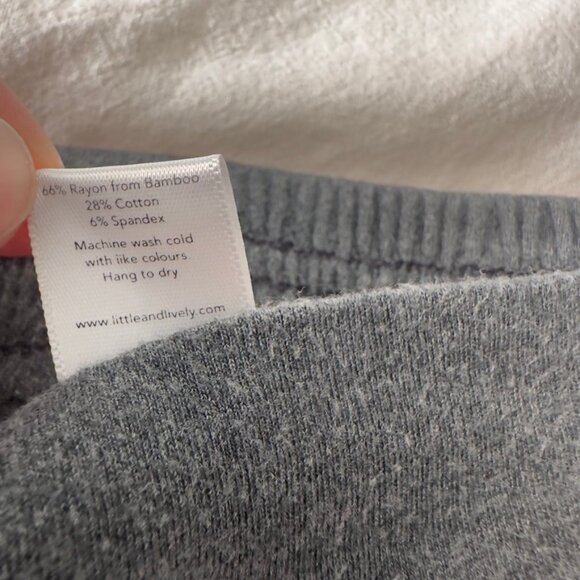 66% Rayon from Bamboo
28% Cotton
6% Spandex
Machine wash cold
with like colours
Hang to dry
www.littleandlively.com